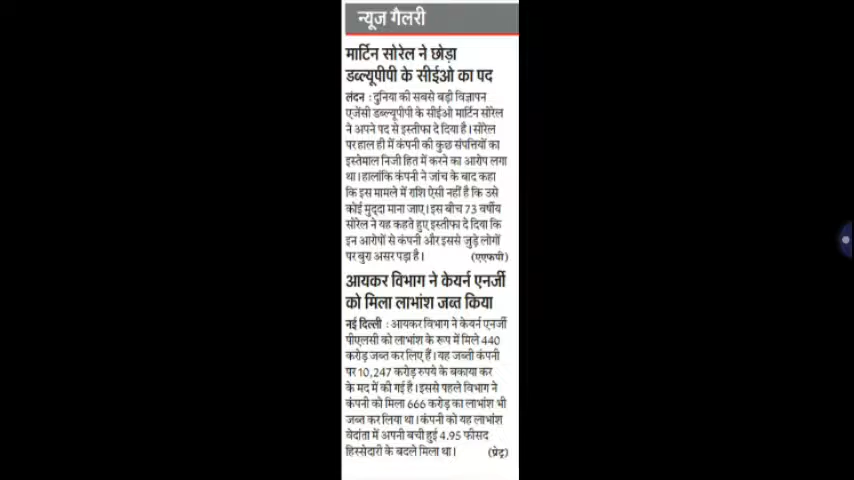 न्यूज गैलरी
मार्टिन सोरेल ने छोड़ा
डब्ल्यूपीपी के सीईओ का पद
लंदन : दुनिया की सबसे बड़ी विज्ञापन
एजेंसी डब्ल्यूपीपी के सीईओ मार्टिन सोरेल
ने अपने पद से इस्तीफा दे दिया है। सोरेल
पर हाल ही में कंपनी की कुछ संपत्तियों का
इस्तेमाल निजी हित में करने का आरोप लगा
था। हालांकि कंपनी ने जांच के बाद कहा
कि इस मामले में राशि ऐसी नहीं है कि उसे
कोई मुद्दा माना जाए। इस बीच 73 वर्षीय
सोरेल ने यह कहते हुए इस्तीफा दे दिया कि
इन आरोपों से कंपनी और इससे जुड़े लोगों
पर बुरा असर पड़ा है। (एएफपी)
आयकर विभाग ने केयर्न एनर्जी
को मिला लाभांश जब्त किया
नई दिल्ली : आयकर विभाग ने केयर्न एनर्जी
पीएलसी को लाभांश के रूप में मिले 440
करोड़ जब्त कर लिए हैं। यह जब्ती कंपनी
पर 10,247 करोड़ रुपये के बकाया कर
के मद में की गई है। इससे पहले विभाग ने
कंपनी को मिला 666 करोड़ का लाभांश भी
जब्त कर लिया था। कंपनी को यह लाभांश
वेदांता में अपनी बची हुई 4.95 फीसद
हिस्सेदारी के बदले मिला था। (प्रेट्र)